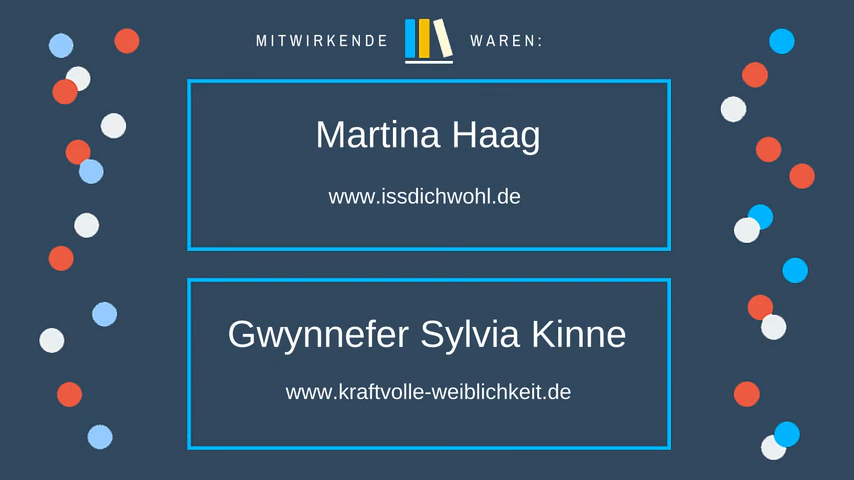 MITWIRKENDE WAREN:
Martina Haag
www.issdichwohl.de
Gwynnefer Sylvia Kinne
www.kraftvolle-weiblichkeit.de